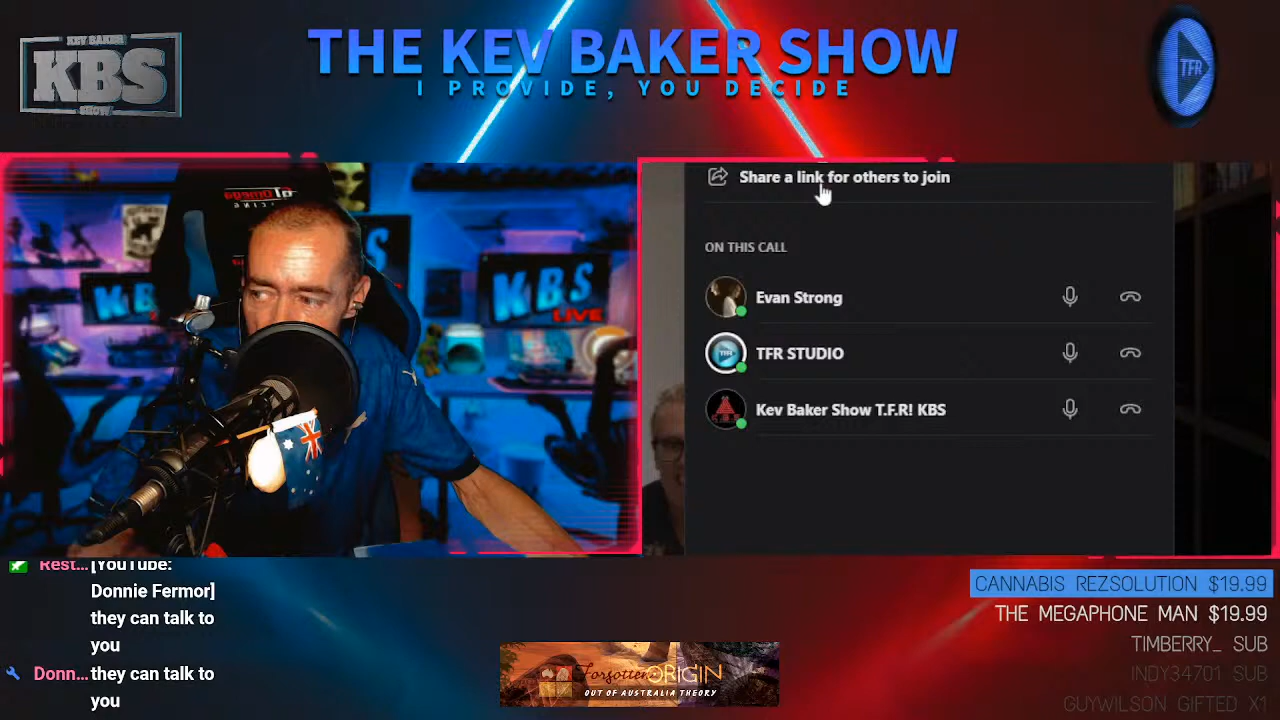 KEV BAKER
KBS
SHOW
THE KEV BAKER SHOW
I PROVIDE, YOU DECIDE
TFR
GT Omega
RACING
KBS
KBS
LIVE
Share a link for others to join
ON THIS CALL
Evan Strong
TFR STUDIO
Kev Baker Show T.F.R! KBS
Rest... [YouTube:
Donnie Fermor]
they can talk to
you
Donn... they can talk to
you
Forgotten ORIGIN
OUT OF AUSTRALIA THEORY
CANNABIS REZSOLUTION $19.99
THE MEGAPHONE MAN $19.99
TIMBERRY_ SUB
INDY34701 SUB
GUYWILSON GIFTED X1